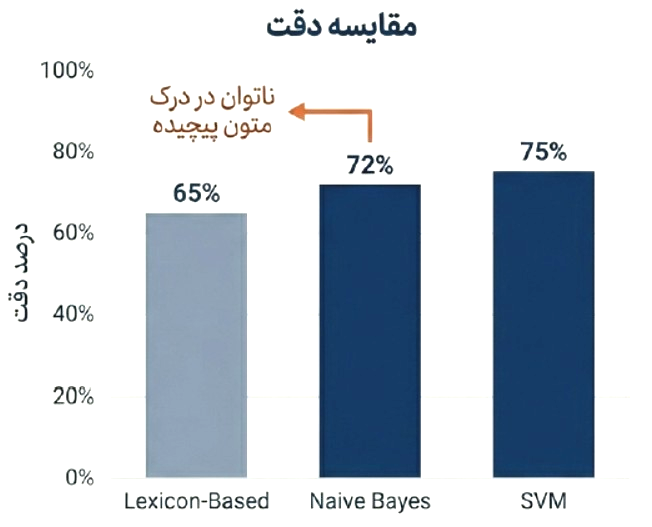 مقایسه دقت
100%
ناتوان در درک
متون پیچیده
80%
75%
72%
65%
درصد دقت
60%
40%
20%
0%
Lexicon-Based
Naive Bayes
SVM